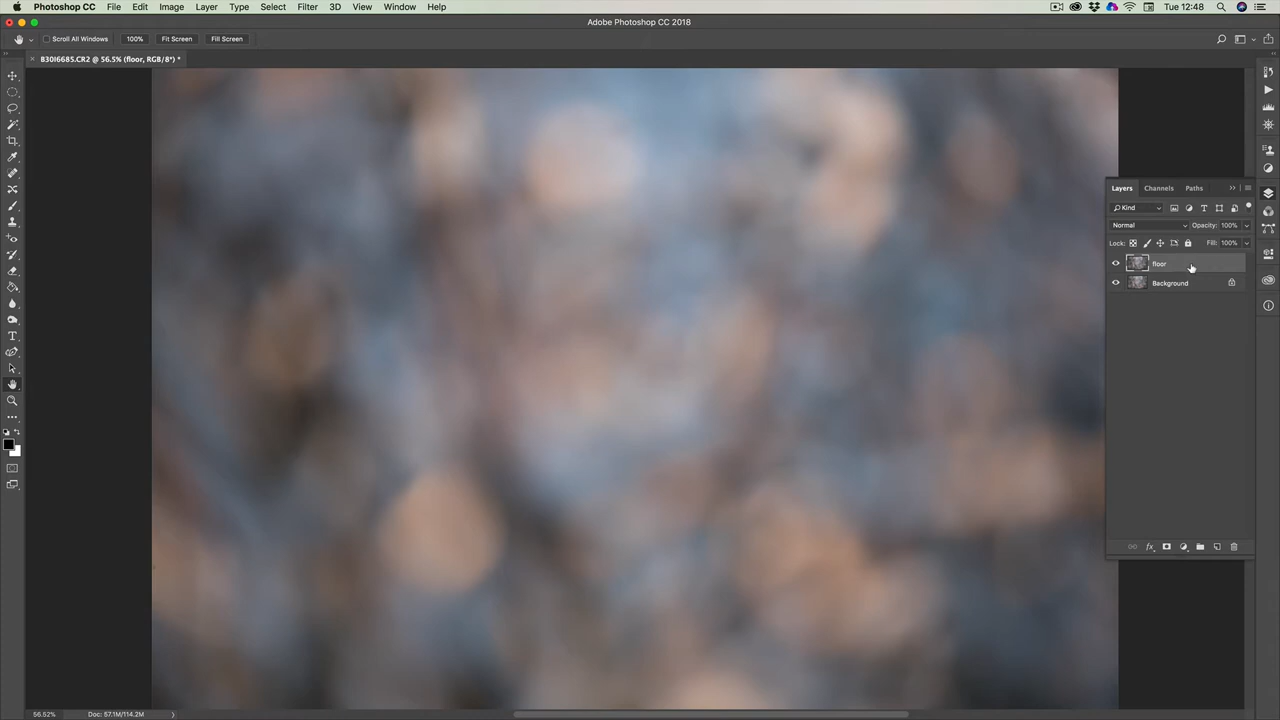 Photoshop CC File Edit Image Layer Type Select Filter 3D View Window Help Tue 12:48
Adobe Photoshop CC 2018
Scroll All Windows 100% Fit Screen Fill Screen
B30I6685.CR2 @ 56.5% (floor, RGB/8*) *
Layers Channels Paths
Kind
Normal Opacity: 100%
Lock: Fill: 100%
floor
Background
56.52% Doc: 57.1M/114.2M